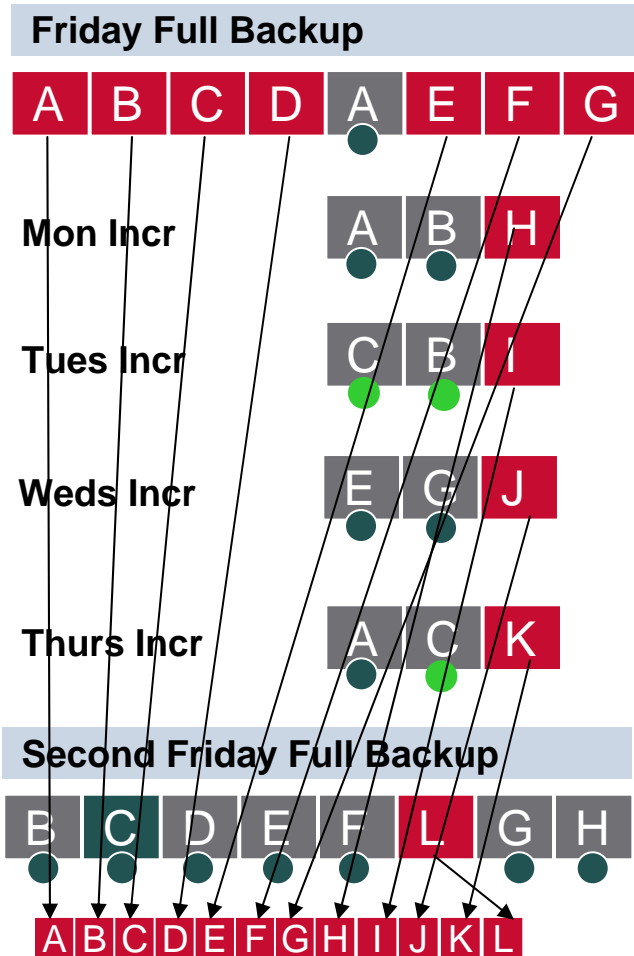 Friday Full Backup
A B C D A E F G
Mon Incr A B H
Tues Incr C B I
Weds Incr E G J
Thurs Incr A C K
Second Friday Full Backup
B C D E F L G H
A B C D E F G H I J K L